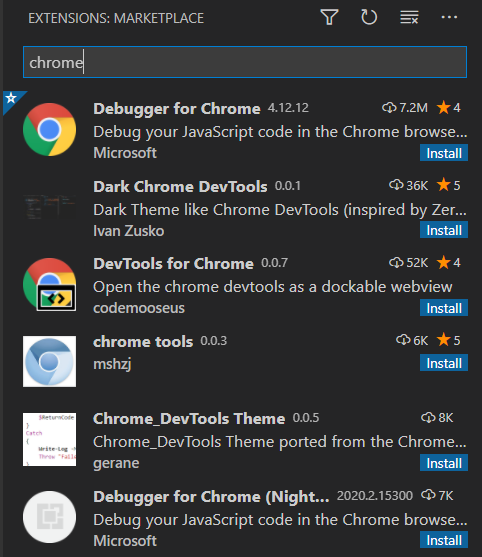 EXTENSIONS: MARKETPLACE
chrome
Debugger for Chrome 4.12.12 7.2M 4
Debug your JavaScript code in the Chrome browse...
Microsoft Install
Dark Chrome DevTools 0.0.1 36K 5
Dark Theme like Chrome DevTools (inspired by Zer...
Ivan Zusko Install
DevTools for Chrome 0.0.7 52K 4
Open the chrome devtools as a dockable webview
codemooseus Install
chrome tools 0.0.3 6K 5
mshzj Install
$ReturnCode
}
Catch
{
Write-Log
Throw "Faile
}
Chrome_DevTools Theme 0.0.5 8K
Chrome_DevTools Theme ported from the Chrome...
gerane Install
Debugger for Chrome (Night... 2020.2.15300 7K
Debug your JavaScript code in the Chrome browse...
Microsoft Install